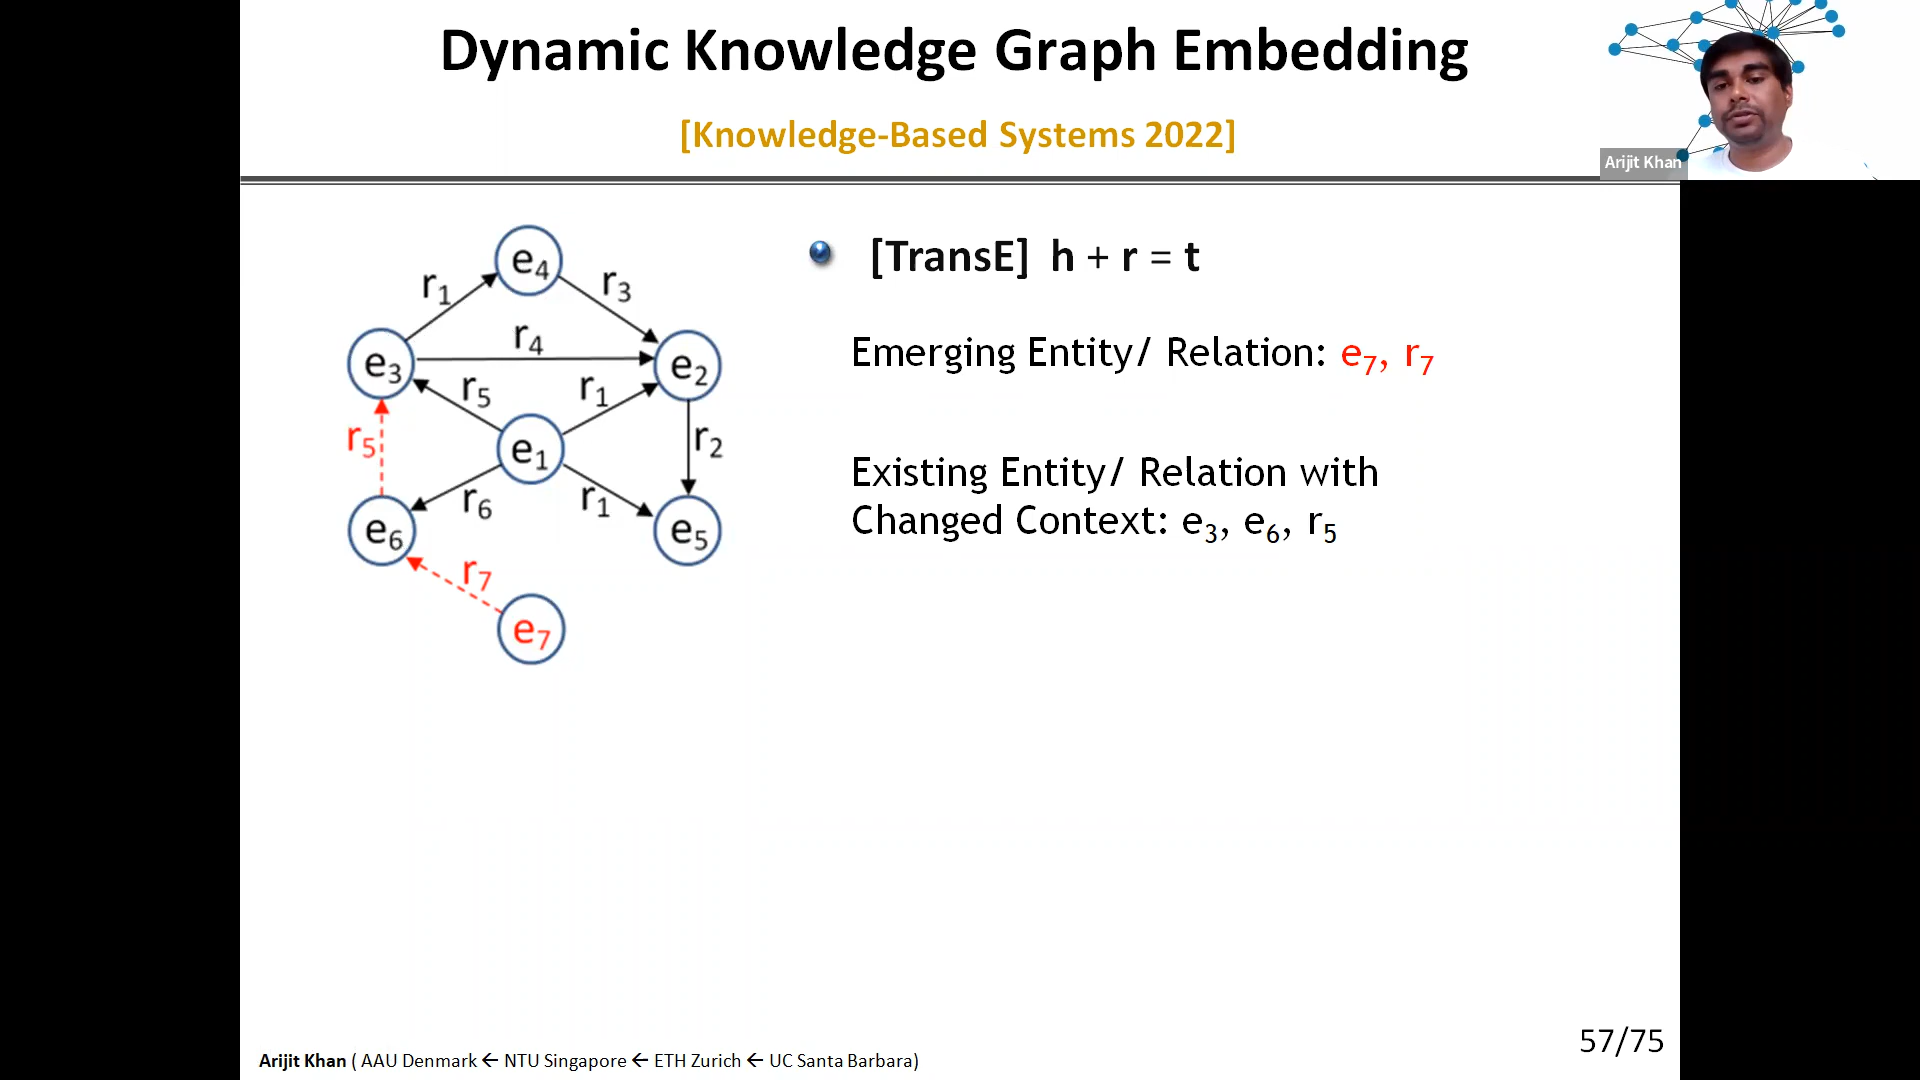 Dynamic Knowledge Graph Embedding
[Knowledge-Based Systems 2022]
Arijit Khan
e4
r1
r3
r4
e3
e2
r5
r1
r5
e1
r2
r6
r1
e6
e5
r7
e7
[TransE] h + r = t
Emerging Entity/ Relation: e7, r7
Existing Entity/ Relation with
Changed Context: e3, e6, r5
57/75
Arijit Khan ( AAU Denmark ← NTU Singapore ← ETH Zurich ← UC Santa Barbara)